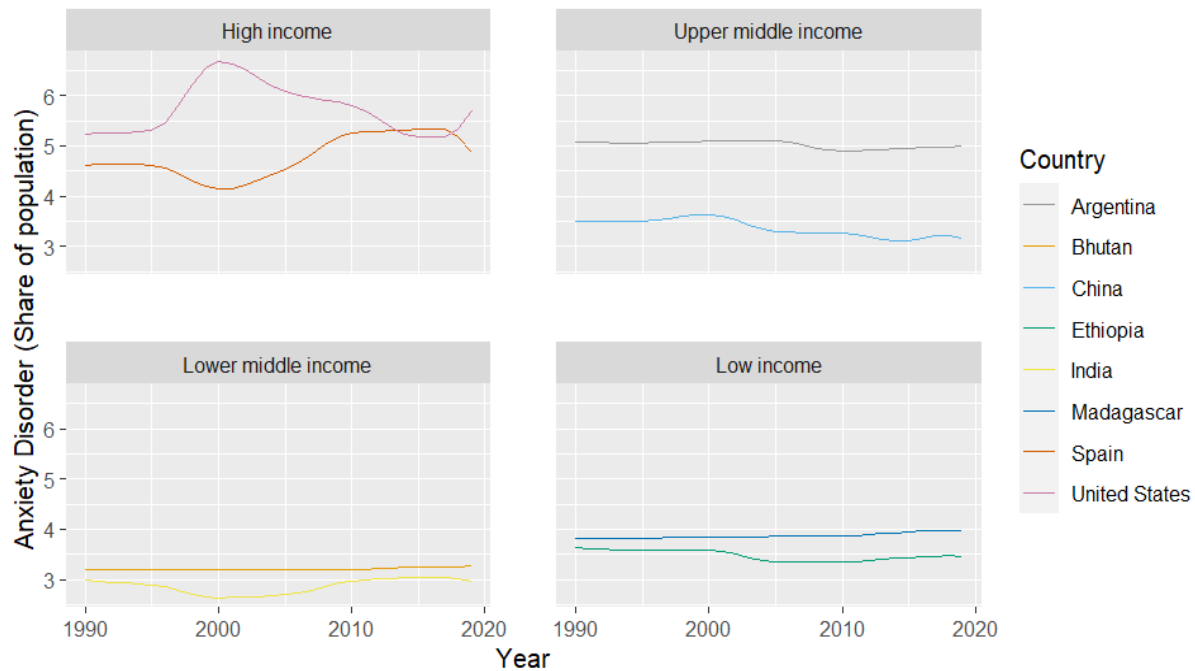 High income
Upper middle income
6
5
4
3
Lower middle income
Low income
6
5
4
3
1990 2000 2010 2020
1990 2000 2010 2020
Anxiety Disorder (Share of population)
Year
Country
Argentina
Bhutan
China
Ethiopia
India
Madagascar
Spain
United States